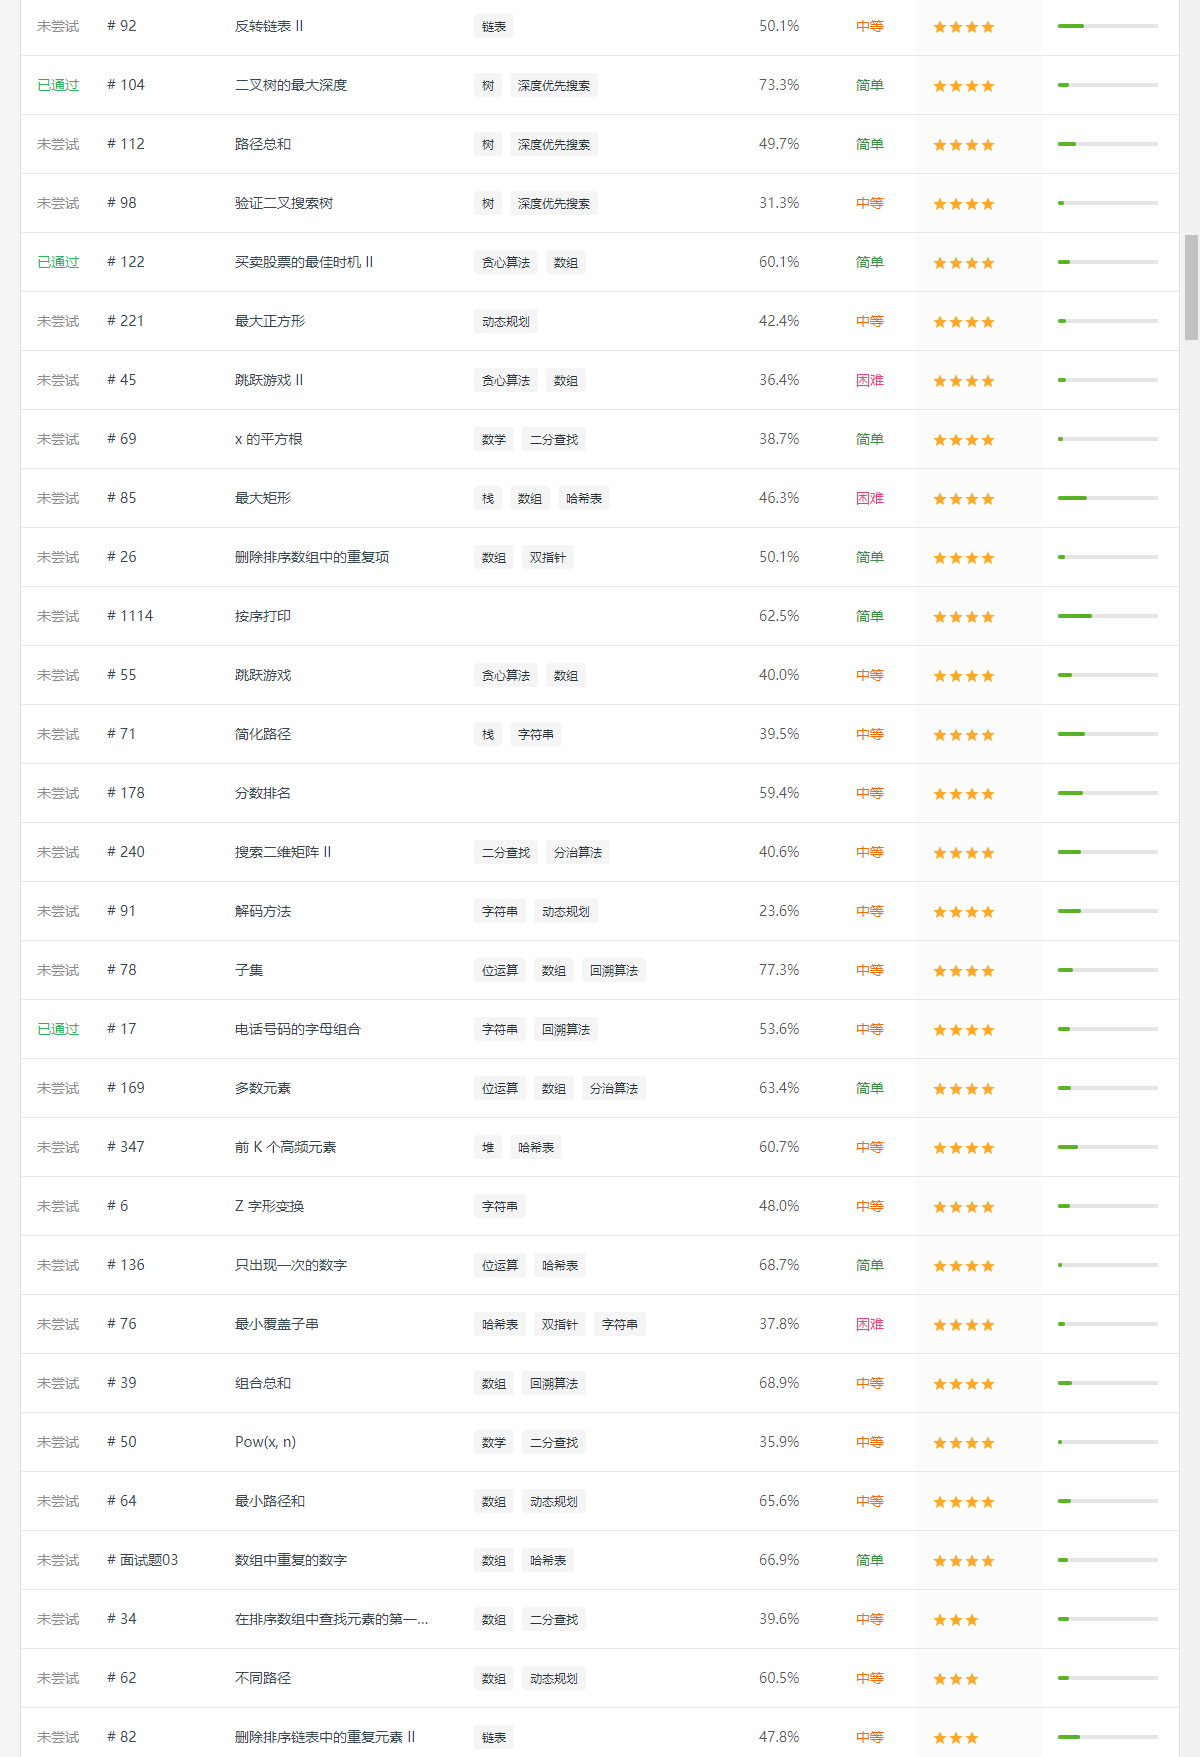 未尝试 # 92 反转链表 II 链表 50.1% 中等
已通过 # 104 二叉树的最大深度 树 深度优先搜索 73.3% 简单
未尝试 # 112 路径总和 树 深度优先搜索 49.7% 简单
未尝试 # 98 验证二叉搜索树 树 深度优先搜索 31.3% 中等
已通过 # 122 买卖股票的最佳时机 II 贪心算法 数组 60.1% 简单
未尝试 # 221 最大正方形 动态规划 42.4% 中等
未尝试 # 45 跳跃游戏 II 贪心算法 数组 36.4% 困难
未尝试 # 69 x 的平方根 数学 二分查找 38.7% 简单
未尝试 # 85 最大矩形 栈 数组 哈希表 46.3% 困难
未尝试 # 26 删除排序数组中的重复项 数组 双指针 50.1% 简单
未尝试 # 1114 按序打印 62.5% 简单
未尝试 # 55 跳跃游戏 贪心算法 数组 40.0% 中等
未尝试 # 71 简化路径 栈 字符串 39.5% 中等
未尝试 # 178 分数排名 59.4% 中等
未尝试 # 240 搜索二维矩阵 II 二分查找 分治算法 40.6% 中等
未尝试 # 91 解码方法 字符串 动态规划 23.6% 中等
未尝试 # 78 子集 位运算 数组 回溯算法 77.3% 中等
已通过 # 17 电话号码的字母组合 字符串 回溯算法 53.6% 中等
未尝试 # 169 多数元素 位运算 数组 分治算法 63.4% 简单
未尝试 # 347 前 K 个高频元素 堆 哈希表 60.7% 中等
未尝试 # 6 Z 字形变换 字符串 48.0% 中等
未尝试 # 136 只出现一次的数字 位运算 哈希表 68.7% 简单
未尝试 # 76 最小覆盖子串 哈希表 双指针 字符串 37.8% 困难
未尝试 # 39 组合总和 数组 回溯算法 68.9% 中等
未尝试 # 50 Pow(x, n) 数学 二分查找 35.9% 中等
未尝试 # 64 最小路径和 数组 动态规划 65.6% 中等
未尝试 # 面试题03 数组中重复的数字 数组 哈希表 66.9% 简单
未尝试 # 34 在排序数组中查找元素的第一... 数组 二分查找 39.6% 中等
未尝试 # 62 不同路径 数组 动态规划 60.5% 中等
未尝试 # 82 删除排序链表中的重复元素 II 链表 47.8% 中等